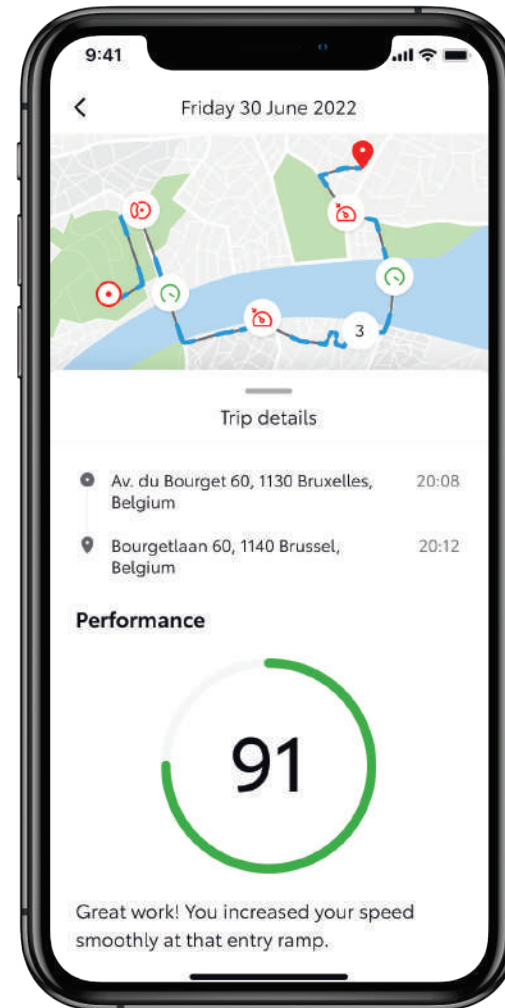 9:41
Friday 30 June 2022
3
Trip details
Av. du Bourget 60, 1130 Bruxelles, 20:08
Belgium
Bourgetlaan 60, 1140 Brussel, 20:12
Belgium
Performance
91
Great work! You increased your speed
smoothly at that entry ramp.